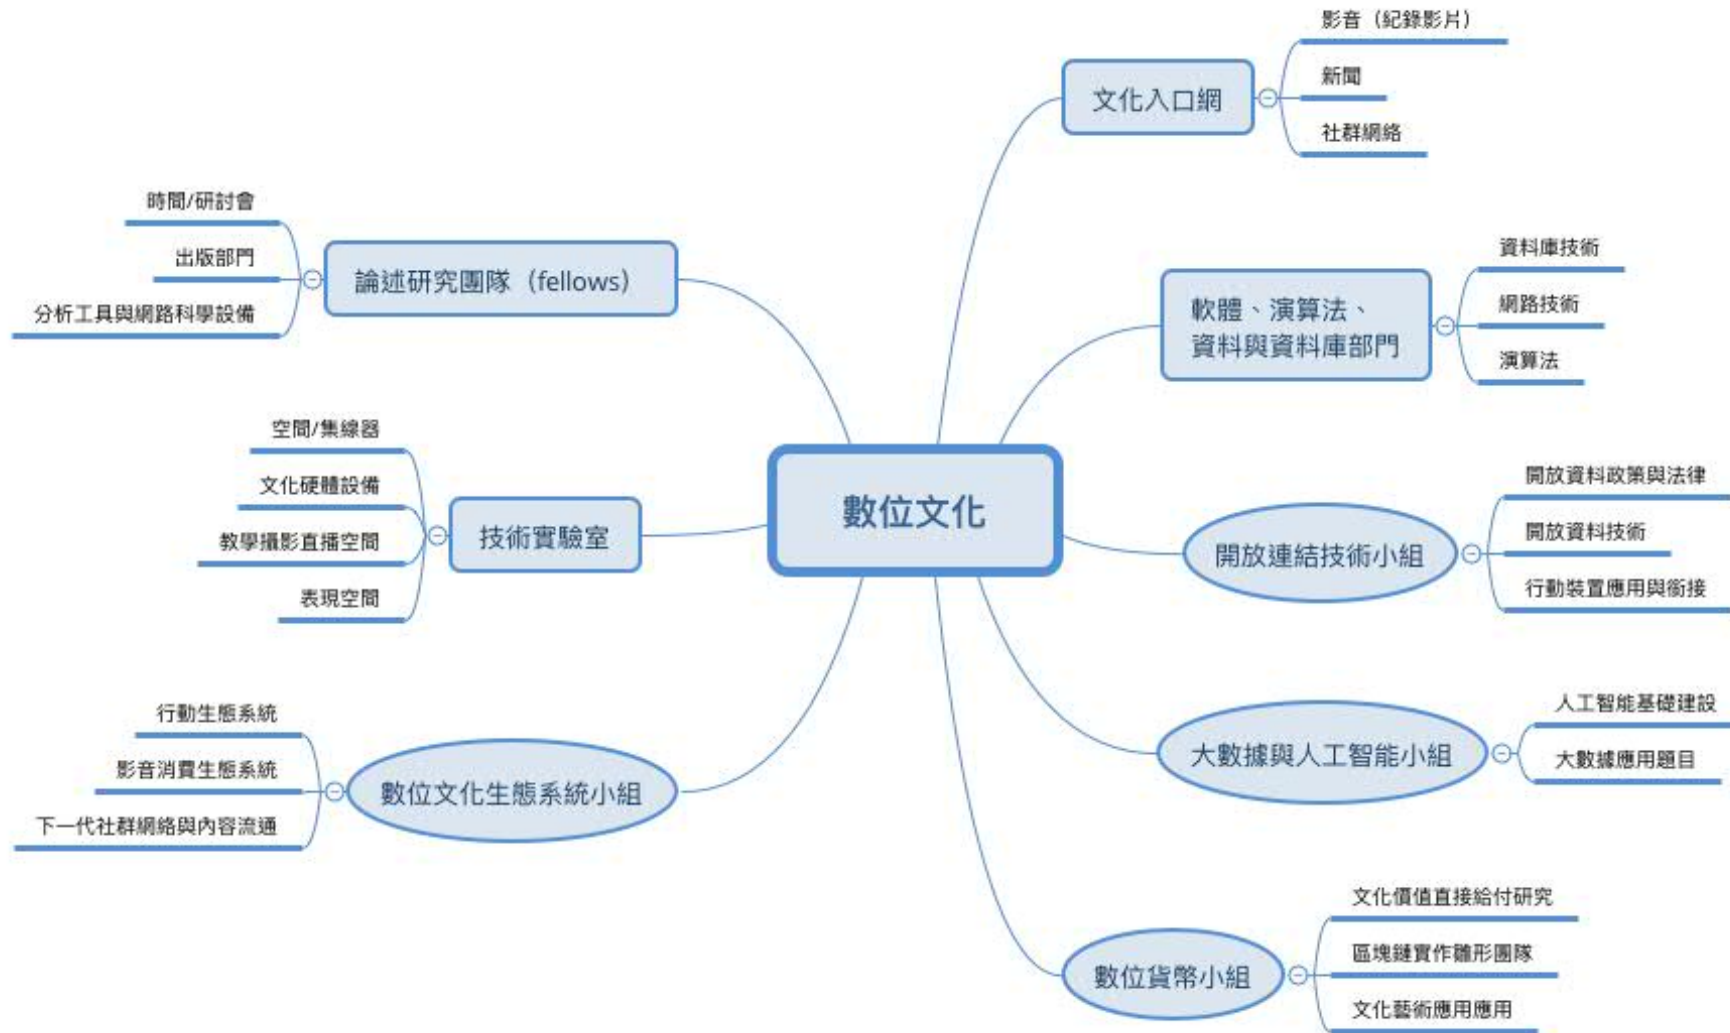 數位文化
文化入口網
影音（紀錄影片）
新聞
社群網絡
軟體、演算法、
資料與資料庫部門
資料庫技術
網路技術
演算法
開放連結技術小組
開放資料政策與法律
開放資料技術
行動裝置應用與銜接
大數據與人工智能小組
人工智能基礎建設
大數據應用題目
數位貨幣小組
文化價值直接給付研究
區塊鏈實作雛形團隊
文化藝術應用應用
論述研究團隊（fellows）
時間/研討會
出版部門
分析工具與網路科學設備
技術實驗室
空間/集線器
文化硬體設備
教學攝影直播空間
表現空間
數位文化生態系統小組
行動生態系統
影音消費生態系統
下一代社群網絡與內容流通